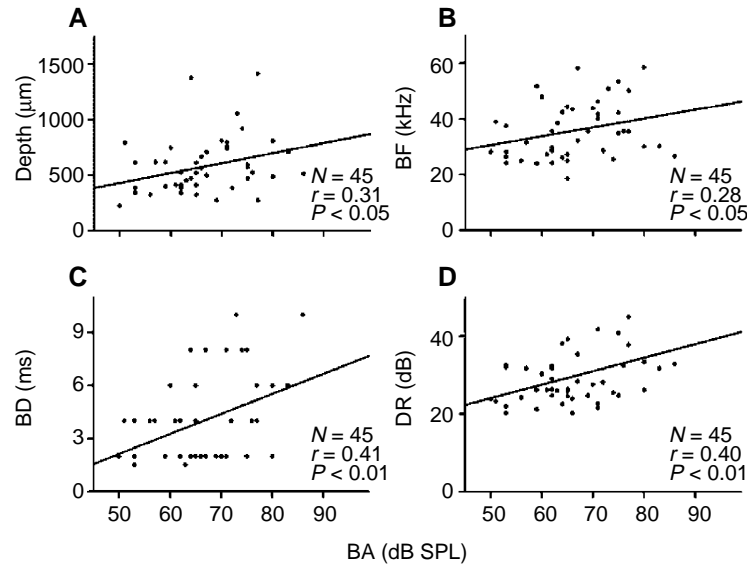 A
Depth (μm)
1500
1000
500
0
N = 45
r = 0.31
P < 0.05
B
BF (kHz)
60
40
20
0
N = 45
r = 0.28
P < 0.05
C
BD (ms)
9
6
3
0
50 60 70 80 90
N = 45
r = 0.41
P < 0.01
D
DR (dB)
40
20
0
50 60 70 80 90
N = 45
r = 0.40
P < 0.01
BA (dB SPL)